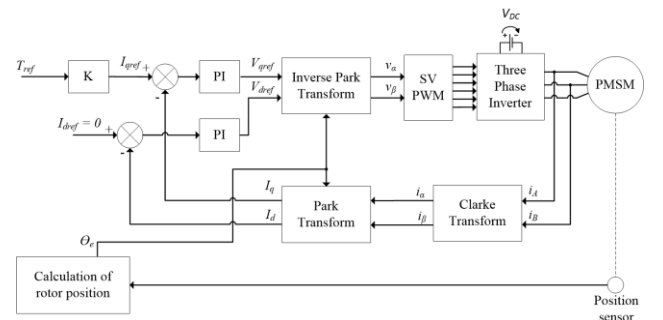 V_DC
+ -
T_ref
K
I_qref +
-
PI
V_qref
V_dref
Inverse Park
Transform
v_α
v_β
SV
PWM
Three
Phase
Inverter
PMSM
I_dref = 0 +
-
PI
I_q
I_d
Park
Transform
i_α
i_β
Clarke
Transform
i_A
i_B
Θ_e
Calculation of
rotor position
Position
sensor